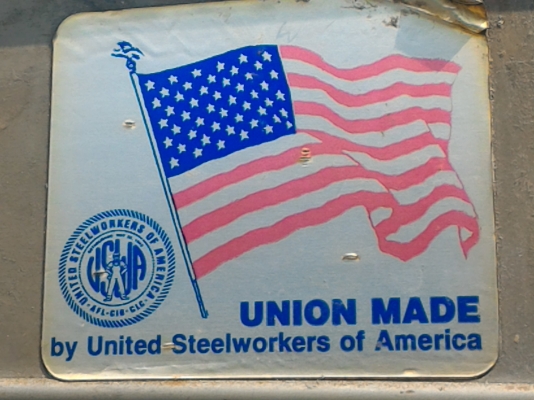 UNITED STEELWORKERS OF AMERICA
USWA
AFL-CIO-CLC
UNION MADE
by United Steelworkers of America